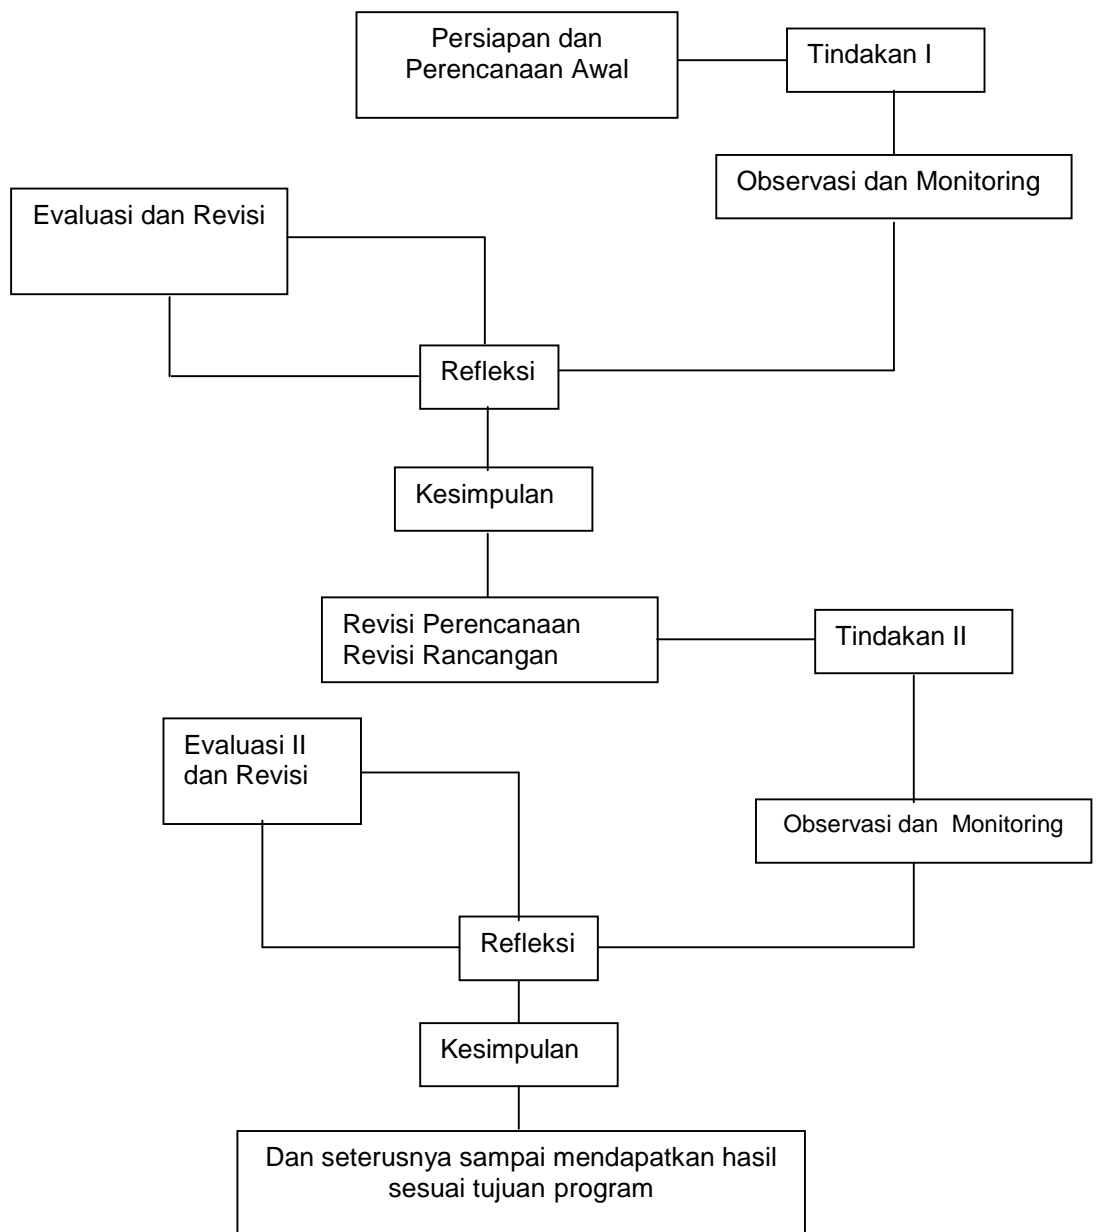 Persiapan dan
Perencanaan Awal
Tindakan I
Observasi dan Monitoring
Evaluasi dan Revisi
Refleksi
Kesimpulan
Revisi Perencanaan
Revisi Rancangan
Tindakan II
Evaluasi II
dan Revisi
Observasi dan  Monitoring
Refleksi
Kesimpulan
Dan seterusnya sampai mendapatkan hasil
sesuai tujuan program